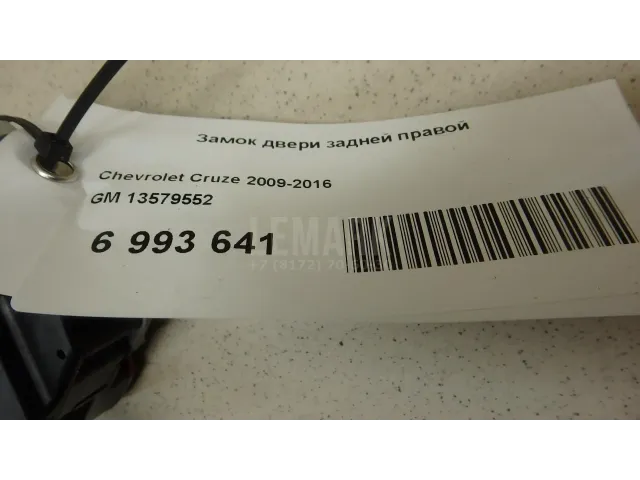 Замок двери задней правой
Chevrolet Cruze 2009-2016
GM 13579552
6 993 641